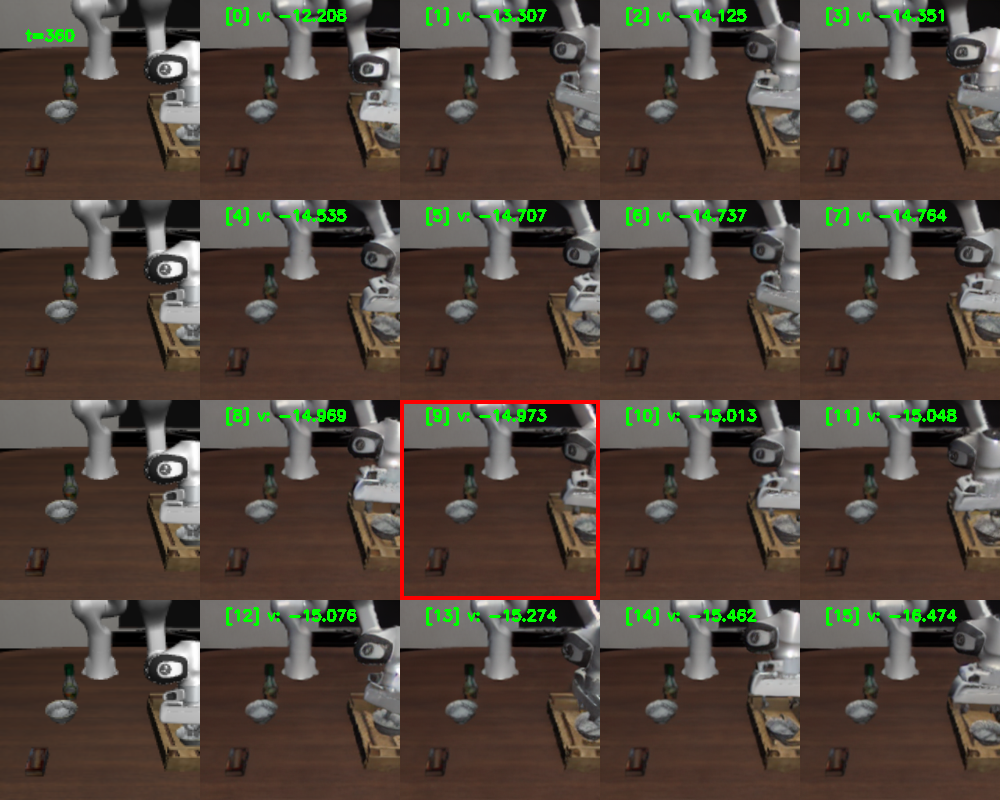 t=360
[0] v: -12.208
[1] v: -13.307
[2] v: -14.125
[3] v: -14.351
[4] v: -14.535
[5] v: -14.707
[6] v: -14.737
[7] v: -14.764
[8] v: -14.969
[9] v: -14.973
[10] v: -15.013
[11] v: -15.048
[12] v: -15.076
[13] v: -15.274
[14] v: -15.462
[15] v: -16.474